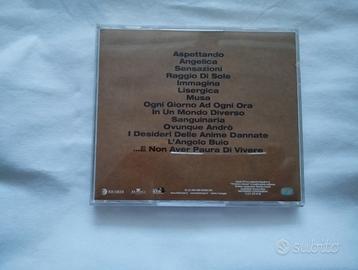 Aspettando
Angelica
Sensazioni
Raggio Di Sole
Immagina
Lisergica
Musa
Ogni Giorno Ad Ogni Ora
In Un Mondo Diverso
Sanguinaria
Ovunque Andrò
I Desideri Delle Anime Dannate
L'Angolo Buio
...E Non Aver Paura Di Vivere
subito